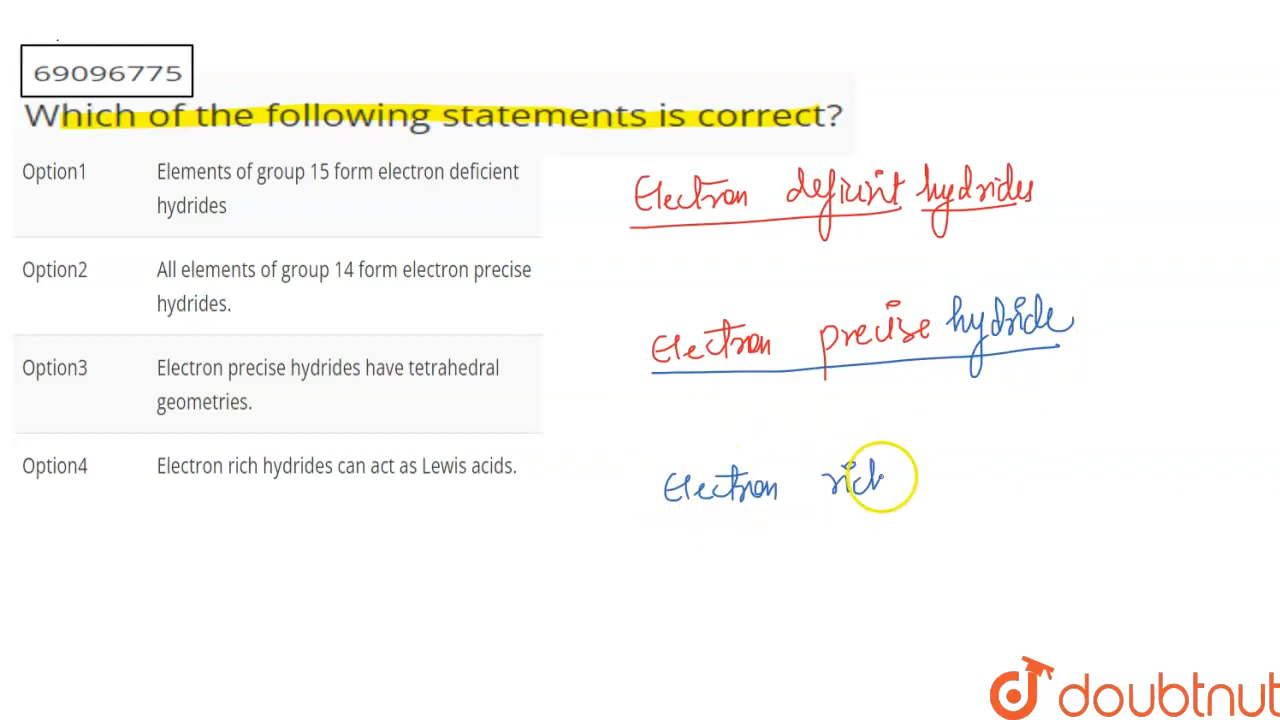 69096775
Which of the following statements is correct?
Option1 Elements of group 15 form electron deficient
hydrides
Option2 All elements of group 14 form electron precise
hydrides.
Option3 Electron precise hydrides have tetrahedral
geometries.
Option4 Electron rich hydrides can act as Lewis acids.
Electron deficient hydrides
Electron precise hydride
Electron rich
doubtnut